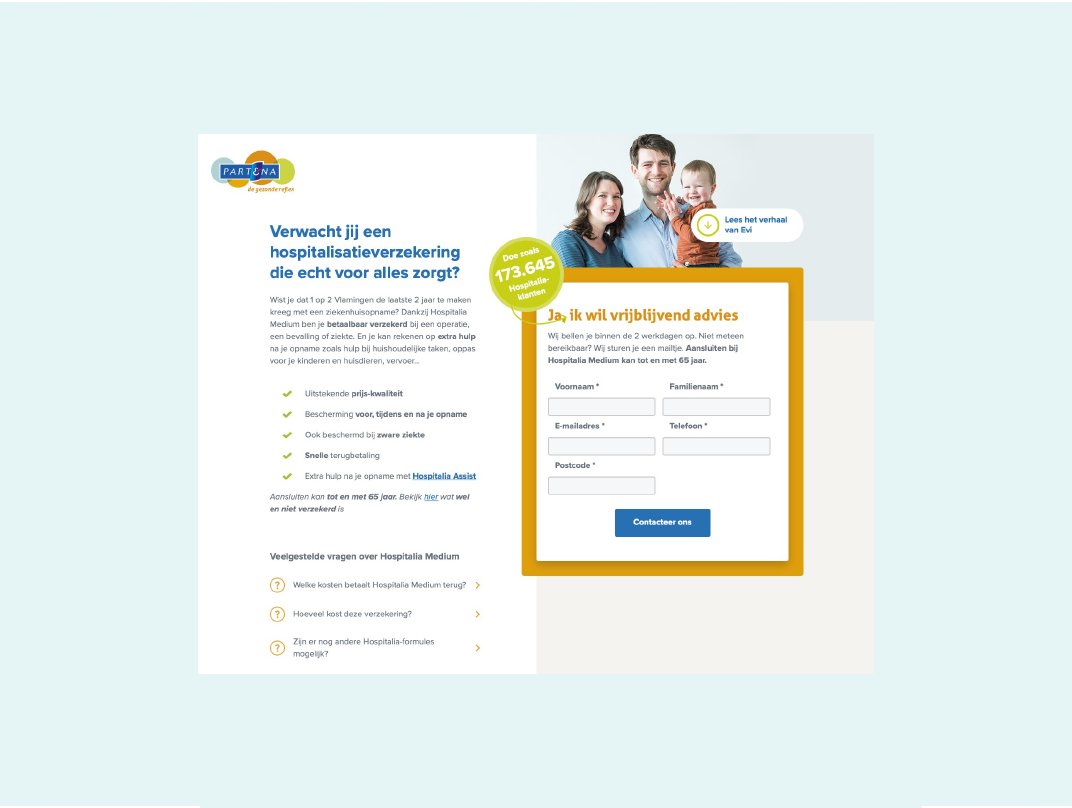 PARTENA
de gezonde reflex
Verwacht jij een
hospitalisatieverzekering
die echt voor alles zorgt?
Wist je dat 1 op 2 Vlamingen de laatste 2 jaar te maken
kreeg met een ziekenhuisopname? Dankzij Hospitalia
Medium ben je betaalbaar verzekerd bij een operatie,
een bevalling of ziekte. En je kan rekenen op extra hulp
na je opname zoals hulp bij huishoudelijke taken, oppas
voor je kinderen en huisdieren, vervoer...
Uitstekende prijs-kwaliteit
Bescherming voor, tijdens en na je opname
Ook beschermd bij zware ziekte
Snelle terugbetaling
Extra hulp na je opname met Hospitalia Assist
Aansluiten kan tot en met 65 jaar. Bekijk hier wat wel
en niet verzekerd is
Veelgestelde vragen over Hospitalia Medium
? Welke kosten betaalt Hospitalia Medium terug?
? Hoeveel kost deze verzekering?
? Zijn er nog andere Hospitalia-formules
mogelijk?
Lees het verhaal
van Evi
Doe zoals
173.645
Hospitalia-
klanten
Ja, ik wil vrijblijvend advies
Wij bellen je binnen de 2 werkdagen op. Niet meteen
bereikbaar? Wij sturen je een mailtje. Aansluiten bij
Hospitalia Medium kan tot en met 65 jaar.
Voornaam * Familienaam *
E-mailadres * Telefoon *
Postcode *
Contacteer ons